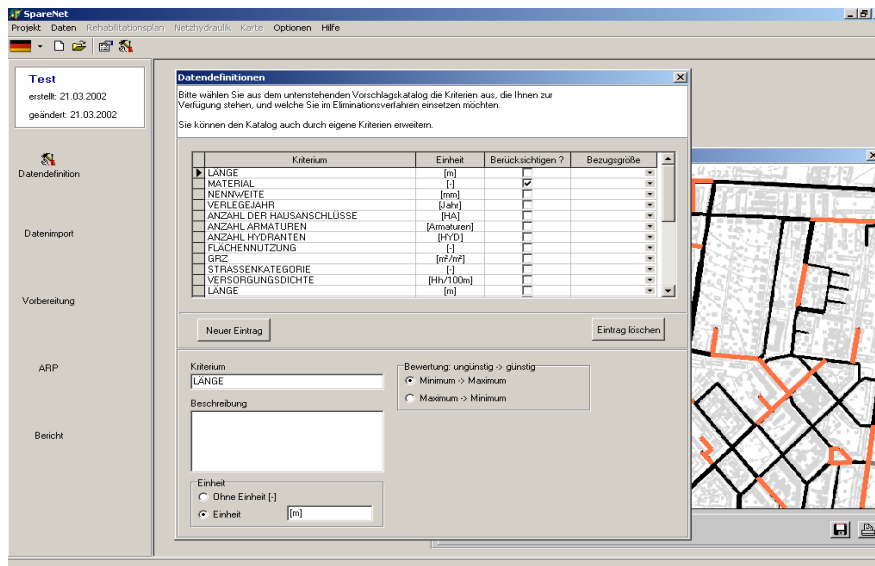 SpareNet
Projekt Daten Rehabilitationsplan Netzhydraulik Karte Optionen Hilfe
Test
erstellt: 21.03.2002
geändert: 21.03.2002
Datendefinition
Datenimport
Vorbereitung
ARP
Bericht
Datendefinitionen
Bitte wählen Sie aus dem untenstehenden Vorschlagskatalog die Kriterien aus, die Ihnen zur
Verfügung stehen, und welche Sie im Eliminationsverfahren einsetzen möchten.
Sie können den Katalog auch durch eigene Kriterien erweitern.
Kriterium Einheit Berücksichtigen ? Bezugsgröße
LÄNGE [m]
MATERIAL [-]
NENNWEITE [mm]
VERLEGEJAHR [Jahr]
ANZAHL DER HAUSANSCHLÜSSE [HA]
ANZAHL ARMATUREN [Armaturen]
ANZAHL HYDRANTEN [HYD]
FLÄCHENNUTZUNG [-]
GRZ [m²/m²]
STRASSENKATEGORIE [-]
VERSORGUNGSDICHTE [Hh/100m]
LÄNGE [m]
Neuer Eintrag Eintrag löschen
Kriterium
LÄNGE
Beschreibung
Einheit
Ohne Einheit [-]
Einheit [m]
Bewertung: ungünstig -> günstig
Minimum -> Maximum
Maximum -> Minimum